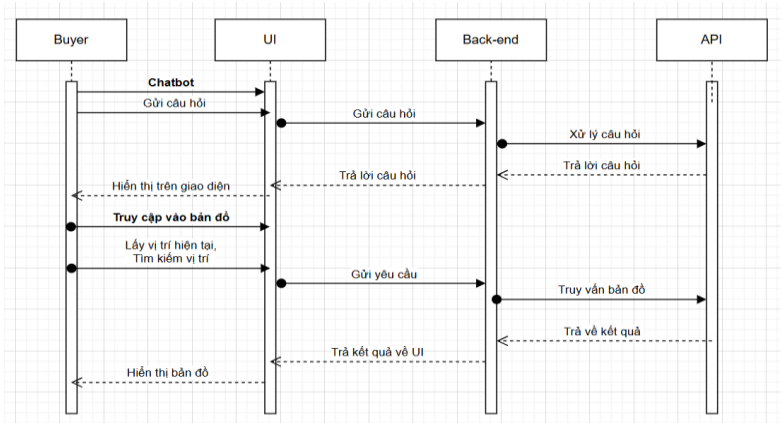 Buyer
UI
Back-end
API
Chatbot
Gửi câu hỏi
Gửi câu hỏi
Xử lý câu hỏi
Trả lời câu hỏi
Trả lời câu hỏi
Hiển thị trên giao diện
Truy cập vào bản đồ
Lấy vị trí hiện tại,
Tìm kiếm vị trí
Gửi yêu cầu
Truy vấn bản đồ
Trả về kết quả
Trả kết quả về UI
Hiển thị bản đồ